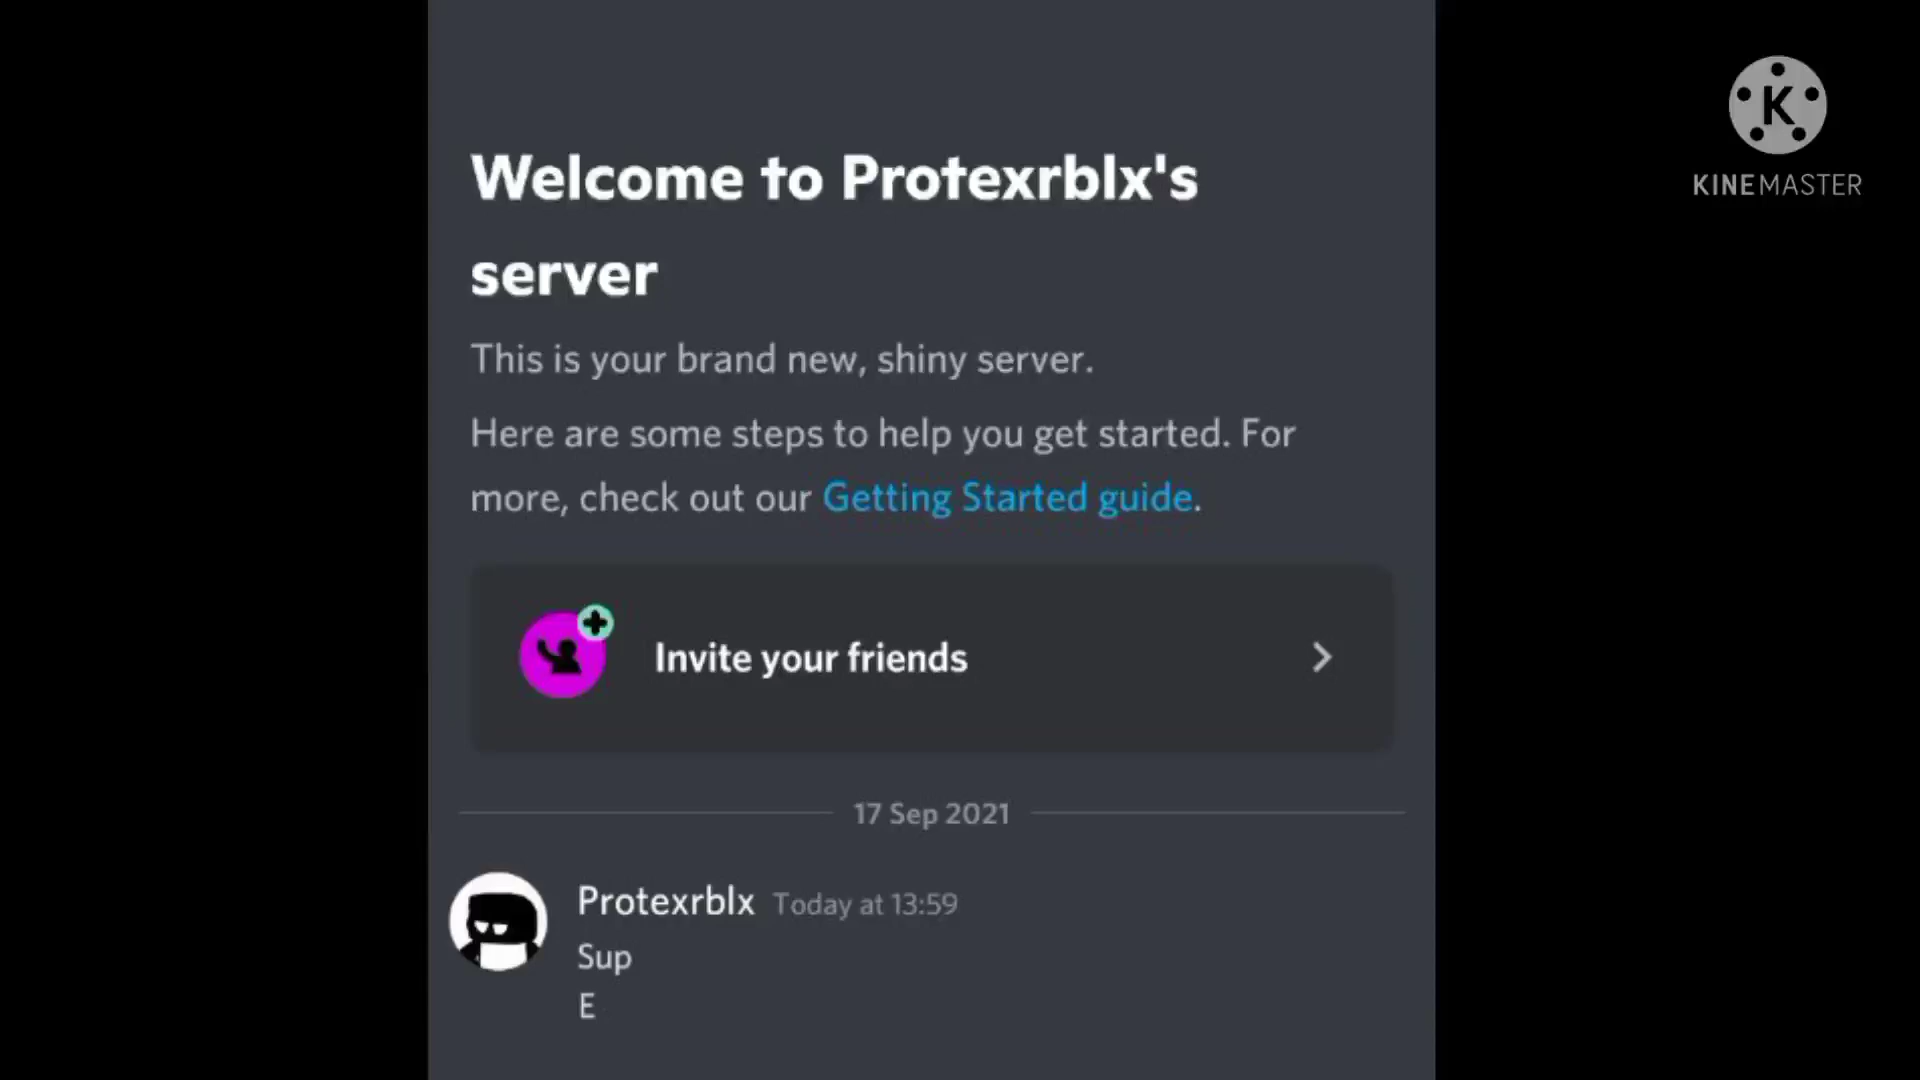 Welcome to Protexrblx's
server
This is your brand new, shiny server.
Here are some steps to help you get started. For
more, check out our Getting Started guide.
Invite your friends
17 Sep 2021
Protexrblx Today at 13:59
Sup
E
K
KINEMASTER